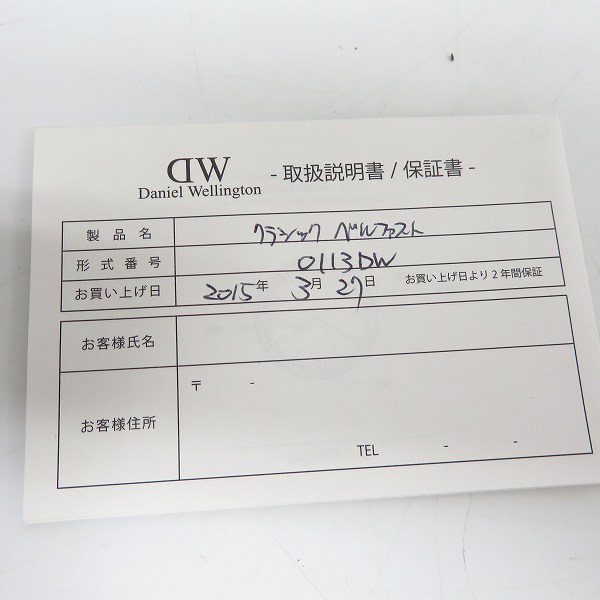 DW
Daniel Wellington
- 取扱説明書 / 保証書 -
製品名 クラシック ベルファスト
形式番号 0113DW
お買い上げ日 2015年 3月 27日 お買い上げ日より2年間保証
お客様氏名
お客様住所 〒 -
TEL - -